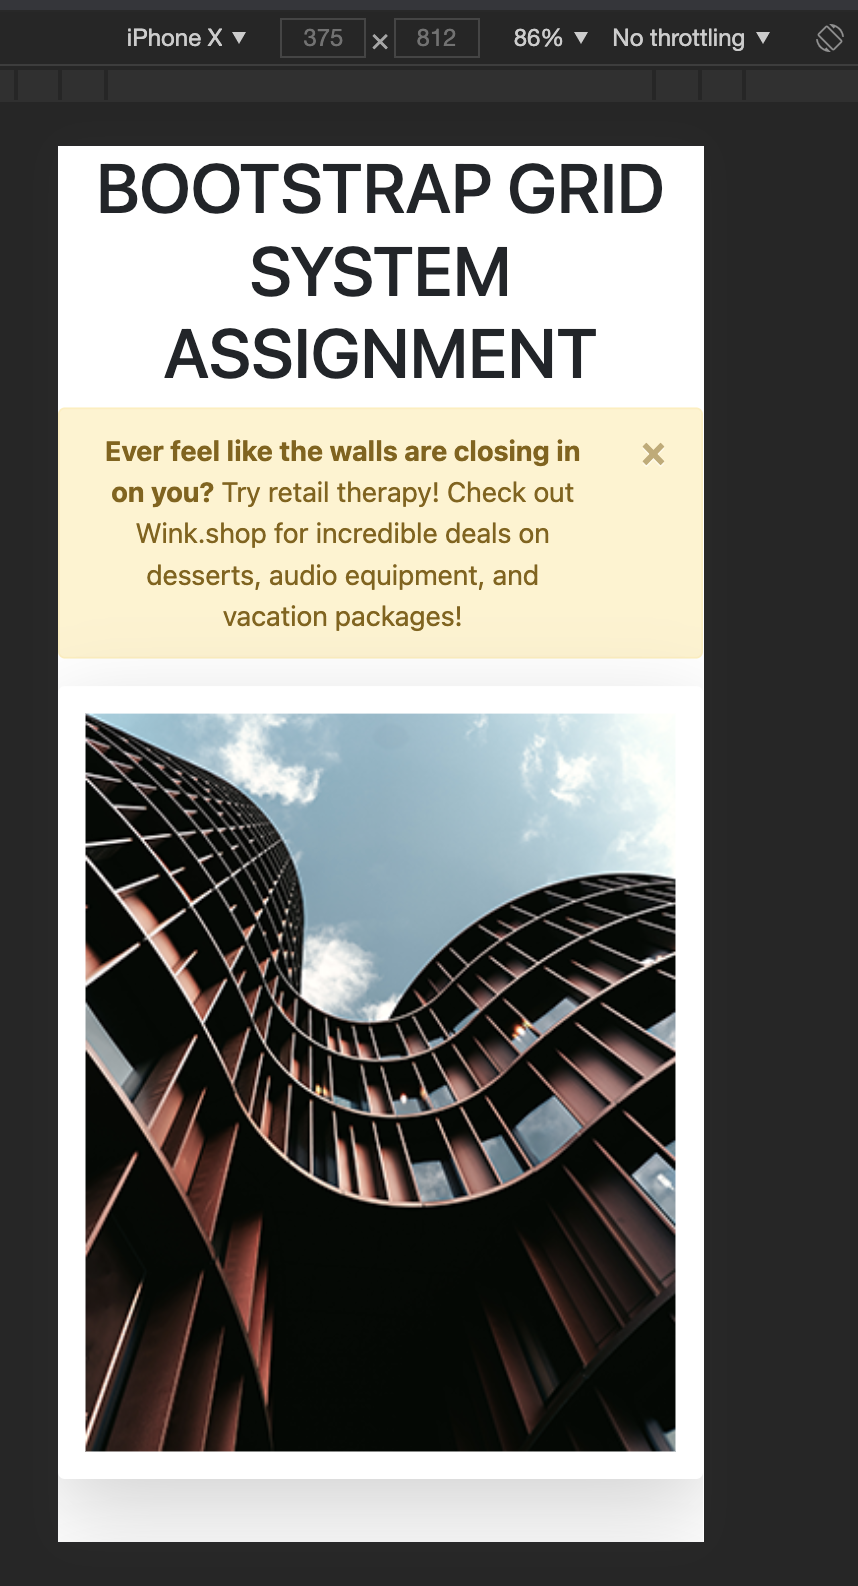 iPhone X ▼ 375 × 812 86% ▼ No throttling ▼
BOOTSTRAP GRID
SYSTEM
ASSIGNMENT
Ever feel like the walls are closing in ×
on you? Try retail therapy! Check out
Wink.shop for incredible deals on
desserts, audio equipment, and
vacation packages!